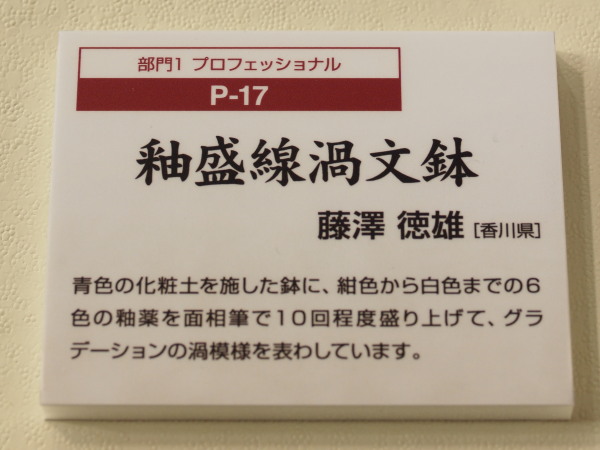 部門1 プロフェッショナル
P-17
釉盛線渦文鉢
藤澤 徳雄 [香川県]
青色の化粧土を施した鉢に、紺色から白色までの6
色の釉薬を面相筆で10回程度盛り上げて、グラ
デーションの渦模様を表わしています。